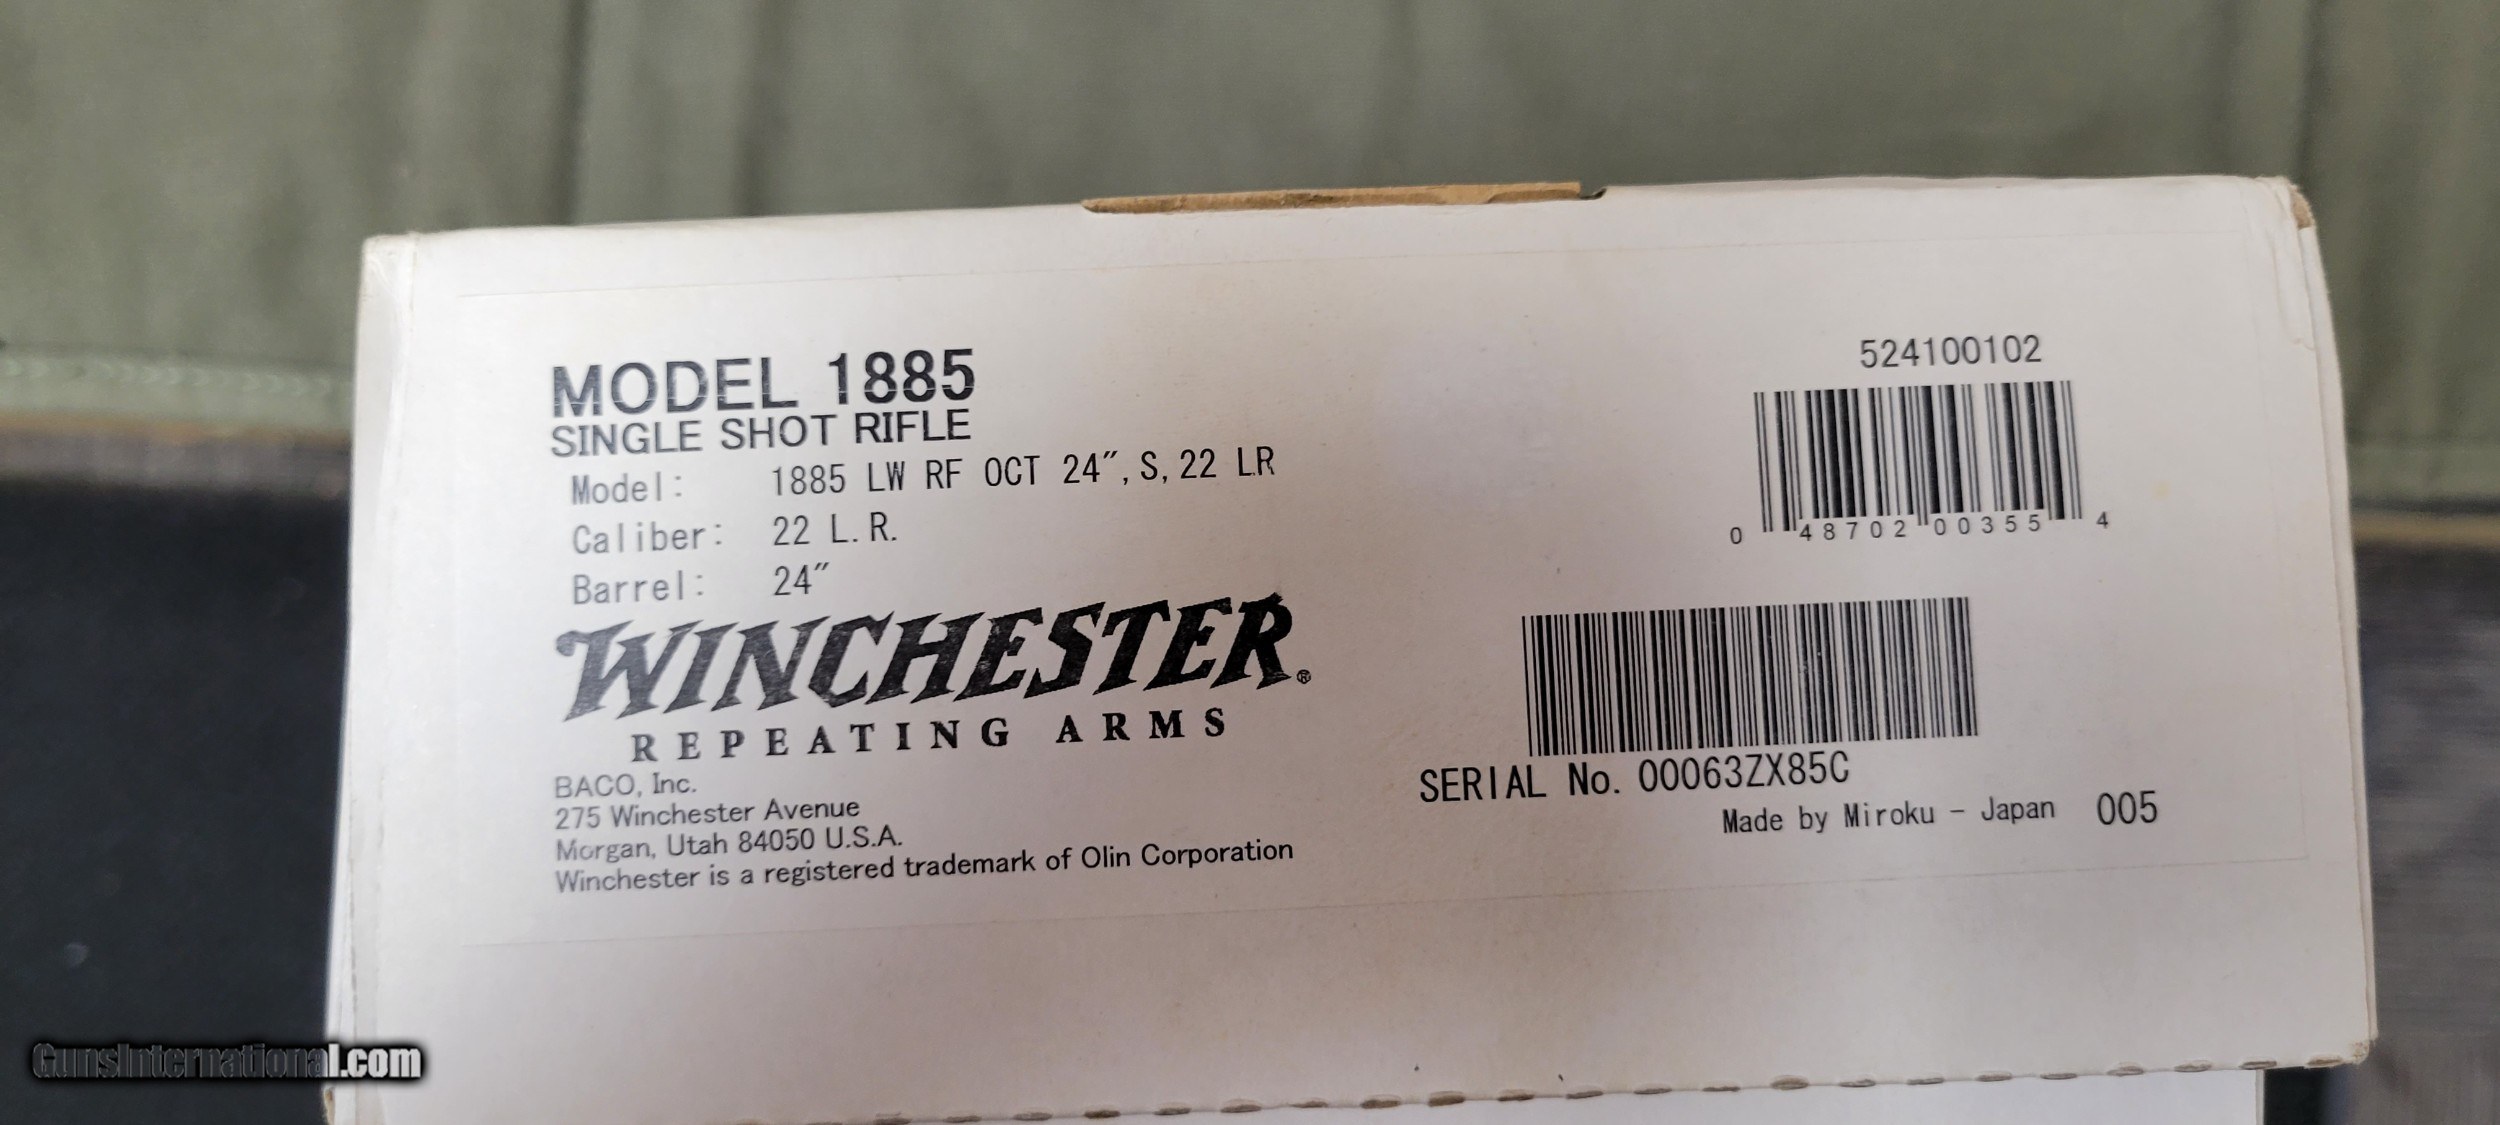 MODEL 1885
SINGLE SHOT RIFLE
Model: 1885 LW RF OCT 24″, S, 22 LR
Caliber: 22 L.R.
Barrel: 24″
WINCHESTER®
REPEATING ARMS
BACO, Inc.
275 Winchester Avenue
Morgan, Utah 84050 U.S.A.
Winchester is a registered trademark of Olin Corporation
524100102
0 48702 00355 4
SERIAL No. 00063ZX85C
Made by Miroku - Japan 005
GunsInternational.com